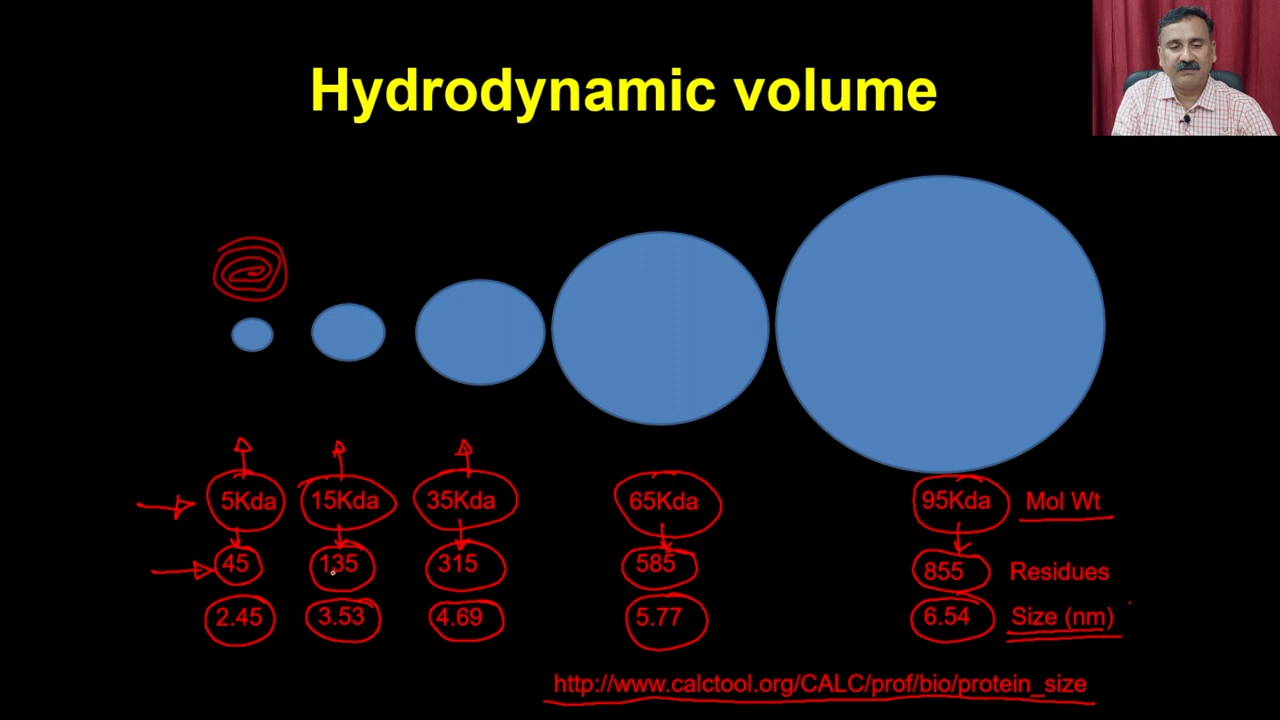 Hydrodynamic volume
5Kda 15Kda 35Kda 65Kda 95Kda Mol Wt
45 135 315 585 855 Residues
2.45 3.53 4.69 5.77 6.54 Size (nm)
http://www.calctool.org/CALC/prof/bio/protein_size